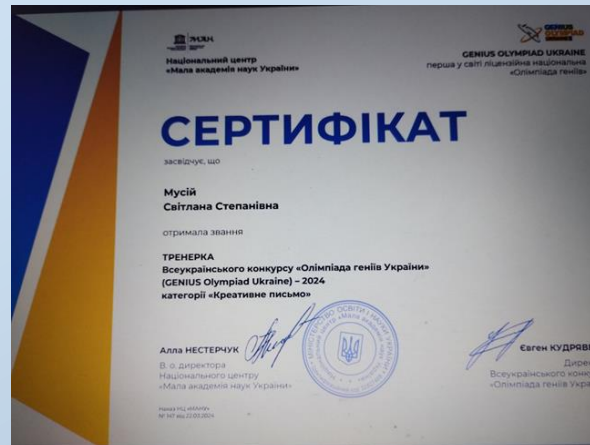 Національний центр
«Мала академія наук України»
GENIUS OLYMPIAD UKRAINE
перша у світі ліцензійна національна
«Олімпіада геніїв»
СЕРТИФІКАТ
засвідчує, що
Мусій
Світлана Степанівна
отримала звання
ТРЕНЕРКА
Всеукраїнського конкурсу «Олімпіада геніїв України»
(GENIUS Olympiad Ukraine) – 2024
категорії «Креативне письмо»
Алла НЕСТЕРЧУК
В. о. директора
Національного центру
«Мала академія наук України»
Євген
Всеукраїнського
«Олімпіада геніїв